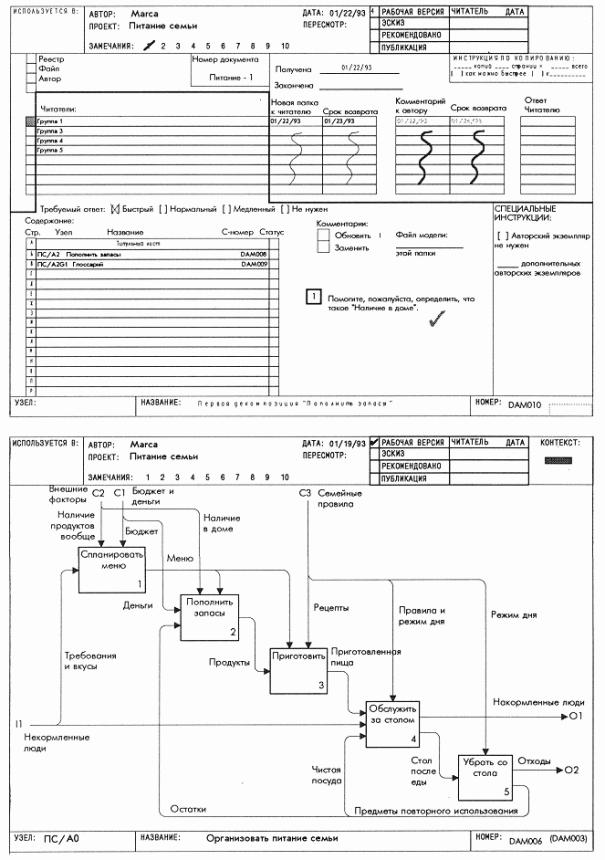 ИСПОЛЬЗУЕТСЯ В:
АВТОР: Marca
ДАТА: 01/22/93
ПРОЕКТ: Питание семьи
ПЕРЕСМОТР:
ЗАМЕЧАНИЯ: 1 2 3 4 5 6 7 8 9 10
РАБОЧАЯ ВЕРСИЯ ЧИТАТЕЛЬ ДАТА
ЭСКИЗ
РЕКОМЕНДОВАНО
ПУБЛИКАЦИЯ
Реестр
Файл
Автор
Номер документа
Питание - 1
Получена 01/22/93
Закончена
ИНСТРУКЦИЯ ПО КОПИРОВАНИЮ:
копий страниц = всего
[ ] как можно быстрее [ ] к
Читатели:
Группа 1
Группа 3
Группа 4
Группа 5
Новая папка
к читателю
Срок возврата
01/22/93 01/23/93
Комментарий
к автору
Срок возврата
01/22/93
Ответ
Читателю
Требуемый ответ: [X] Быстрый [ ] Нормальный [ ] Медленный [ ] Не нужен
Содержание:
Стр. Узел Название C-номер Статус
Титульный лист
ПС/А2 Пополнить запасы DAM008
ПС/А2G1 Глоссарий DAM009
Комментарии:
Обновить
Заменить
Файл модели:
этой папки
СПЕЦИАЛЬНЫЕ
ИНСТРУКЦИИ:
[ ] Авторский экземпляр
не нужен
дополнительных
авторских экземпляров
1
Помогите, пожалуйста, определить, что
такое "Наличие в доме".
УЗЕЛ:
НАЗВАНИЕ: Первая декомпозиция "Пополнить запасы"
НОМЕР: DAM010
ИСПОЛЬЗУЕТСЯ В:
АВТОР: Marca
ДАТА: 01/19/93
ПРОЕКТ: Питание семьи
ПЕРЕСМОТР:
ЗАМЕЧАНИЯ: 1 2 3 4 5 6 7 8 9 10
РАБОЧАЯ ВЕРСИЯ ЧИТАТЕЛЬ ДАТА
ЭСКИЗ
РЕКОМЕНДОВАНО
ПУБЛИКАЦИЯ
КОНТЕКСТ:
Внешние
факторы
C2 C1
Бюджет и
деньги
C3
Семейные
правила
Наличие
продуктов
вообще
Бюджет
Наличие
в доме
Спланировать
меню
1
Меню
Деньги
Пополнить
запасы
2
Рецепты
Правила и
режим дня
Режим дня
Требования
и вкусы
Продукты
Приготовить
3
Приготовленная
пища
Накормленные люди
I1
Некормленные
люди
Обслужить
за столом
4
O1
Чистая
посуда
Стол
после
еды
Убрать со
стола
5
Отходы
O2
Остатки
Предметы повторного использования
УЗЕЛ: ПС/А0
НАЗВАНИЕ: Организовать питание семьи
НОМЕР: DAM006 (DAM003)